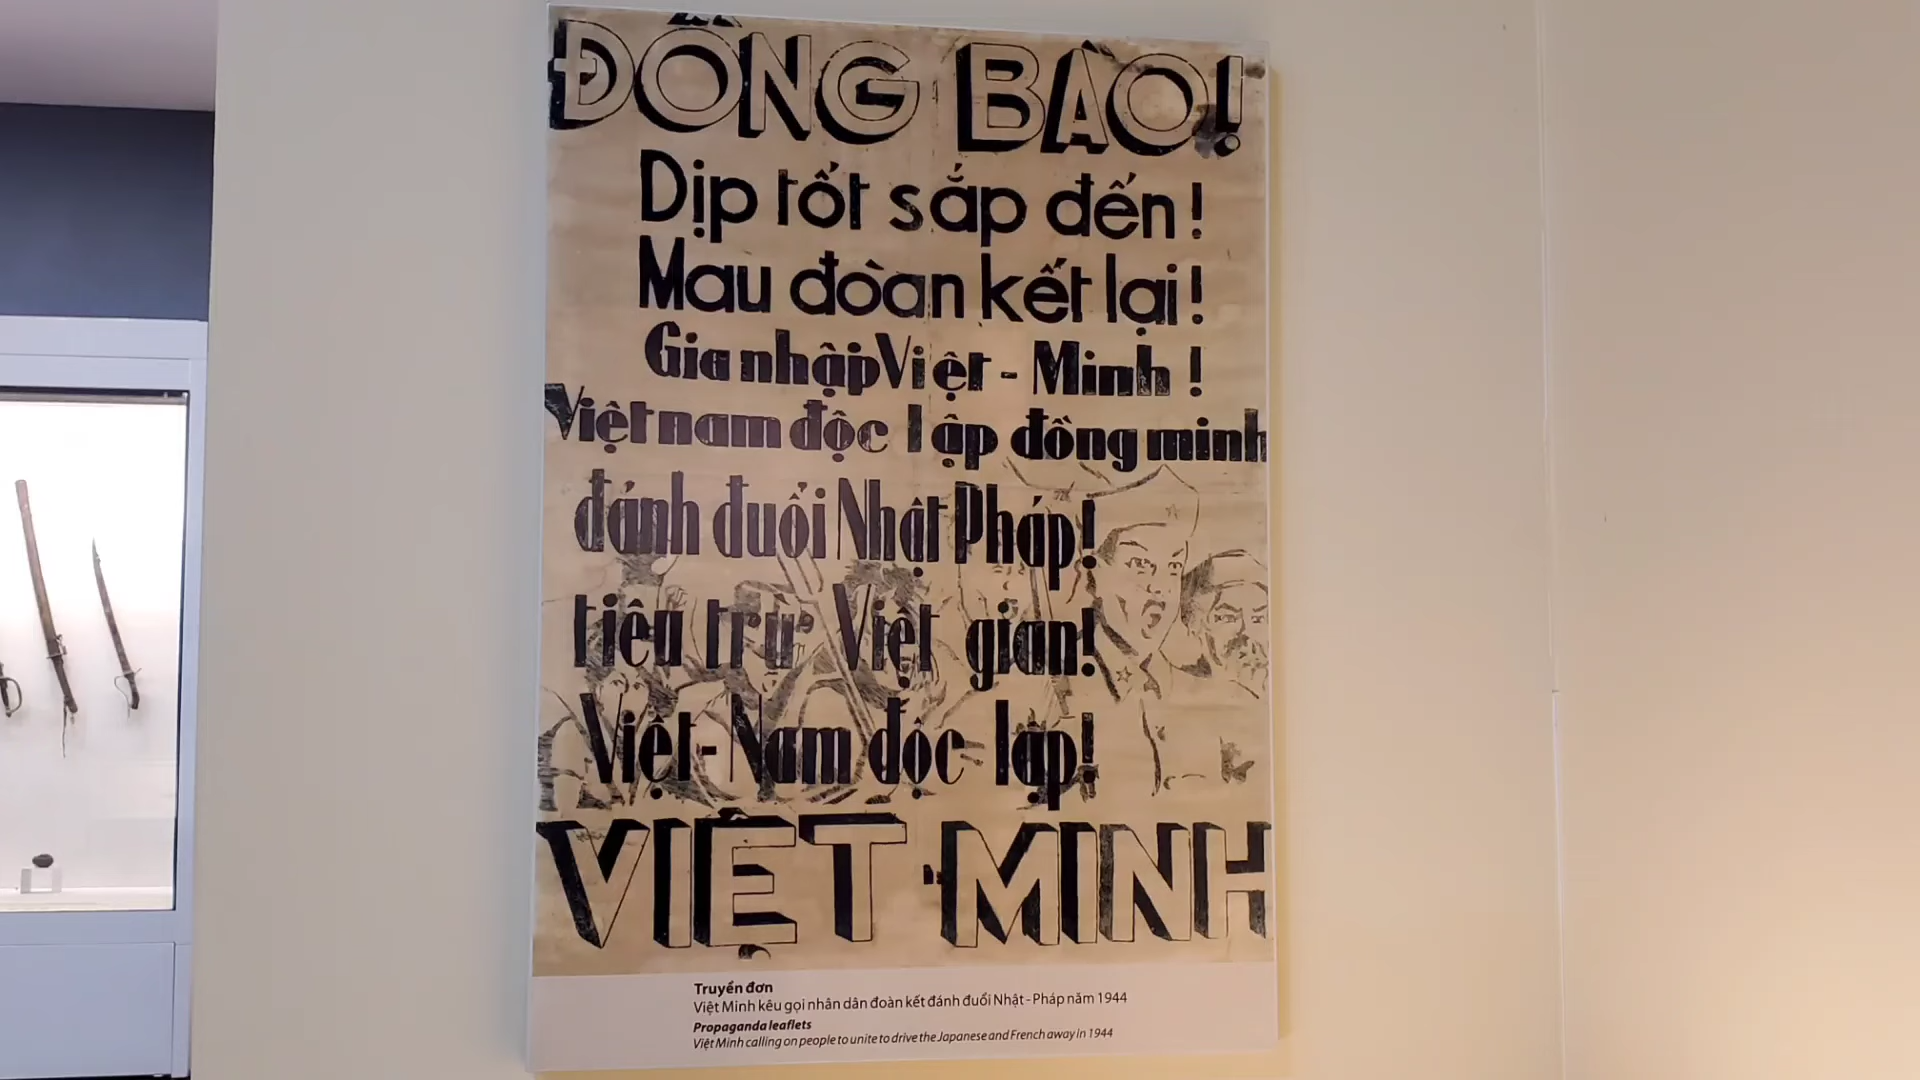 ĐỒNG BÀO!
Dịp tốt sắp đến!
Mau đoàn kết lại!
Gia nhập Việt - Minh!
Việt nam độc lập đồng minh
đánh đuổi Nhật Pháp!
tiêu trừ Việt gian!
Việt-Nam độc lập!
VIỆT-MINH
Truyền đơn
Việt Minh kêu gọi nhân dân đoàn kết đánh đuổi Nhật - Pháp năm 1944
Propaganda leaflets
Việt Minh calling on people to unite to drive the Japanese and French away in 1944